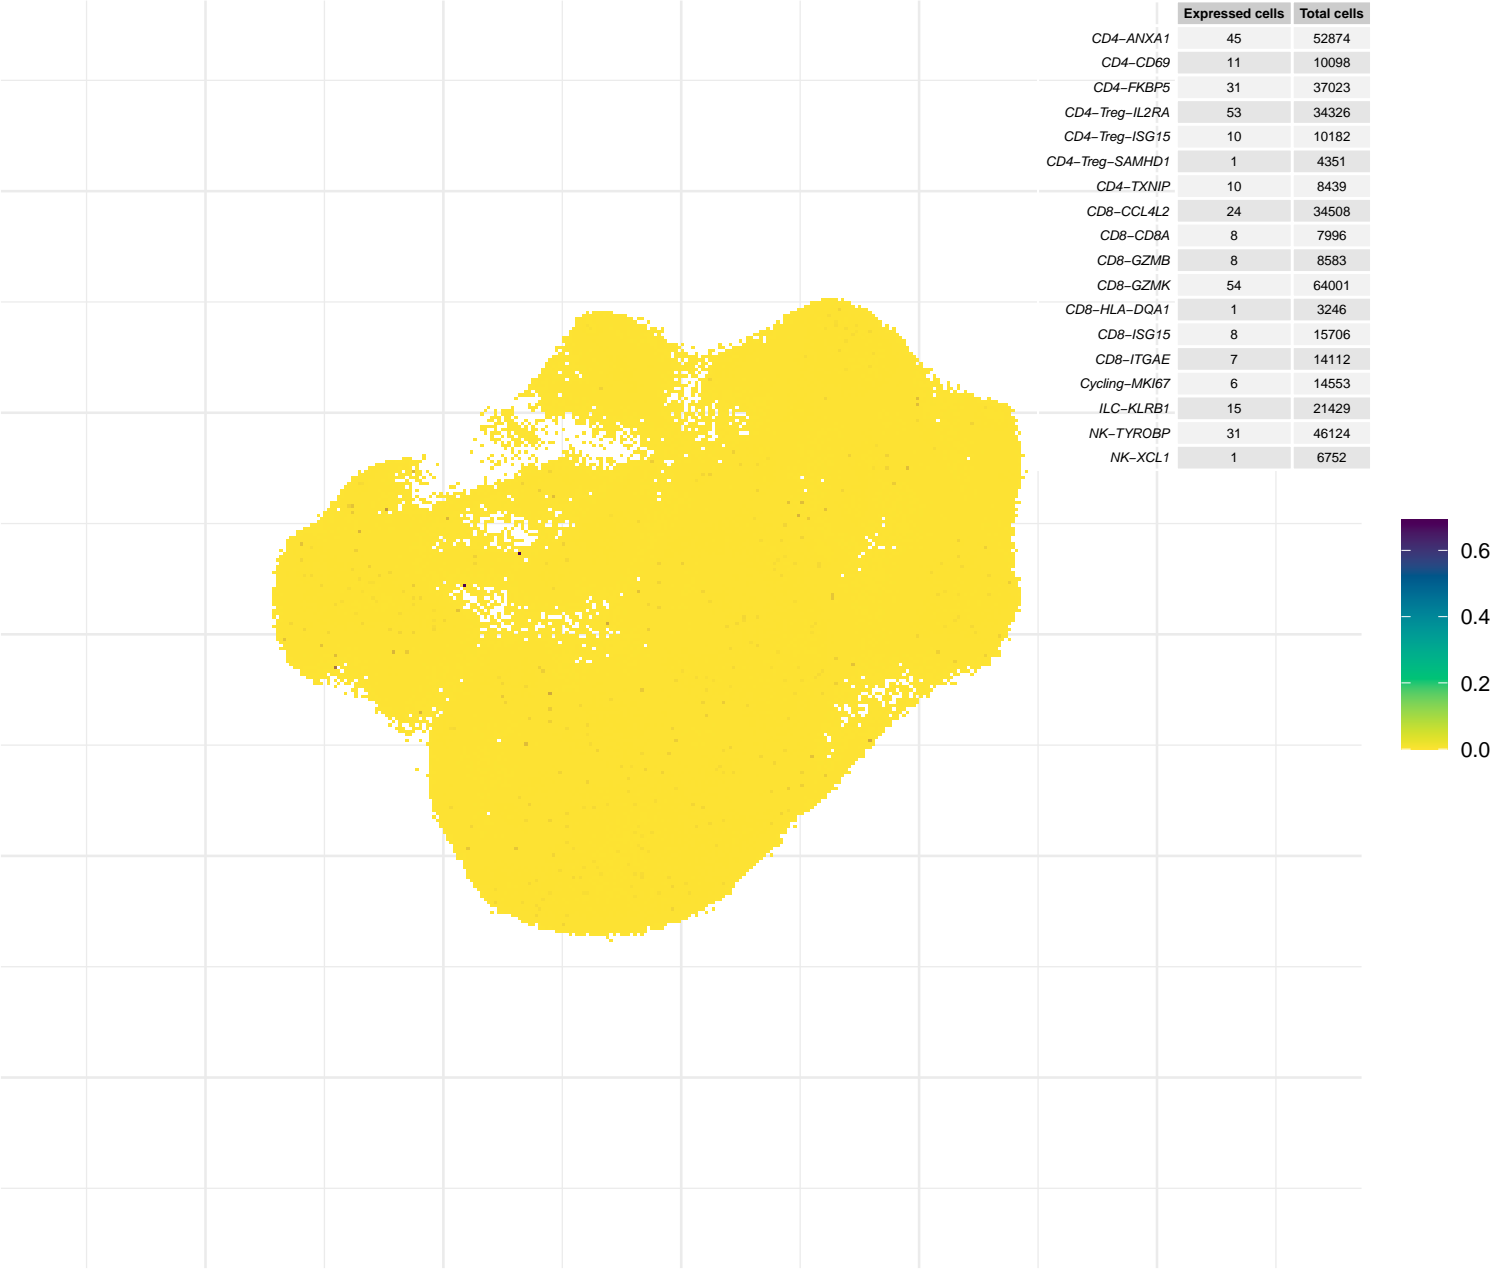 Expressed cells Total cells
CD4−ANXA1 45 52874
CD4−CD69 11 10098
CD4−FKBP5 31 37023
CD4−Treg−IL2RA 53 34326
CD4−Treg−ISG15 10 10182
CD4−Treg−SAMHD1 1 4351
CD4−TXNIP 10 8439
CD8−CCL4L2 24 34508
CD8−CD8A 8 7996
CD8−GZMB 8 8583
CD8−GZMK 54 64001
CD8−HLA−DQA1 1 3246
CD8−ISG15 8 15706
CD8−ITGAE 7 14112
Cycling−MKI67 6 14553
ILC−KLRB1 15 21429
NK−TYROBP 31 46124
NK−XCL1 1 6752
0.6
0.4
0.2
0.0